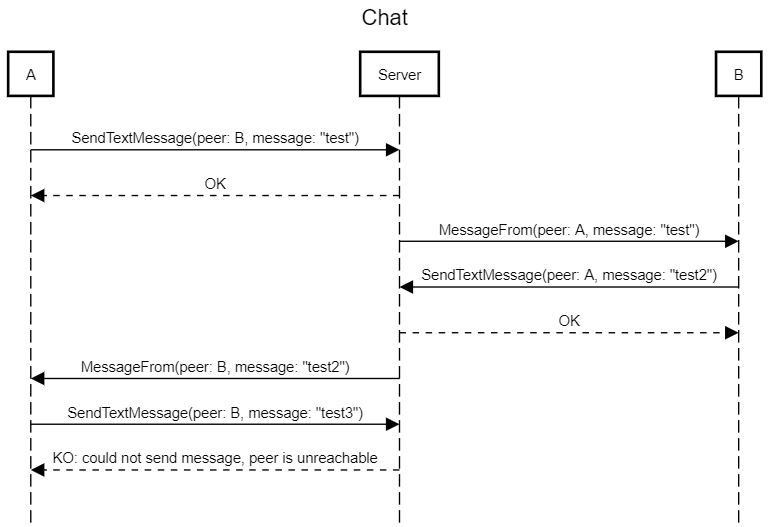 Chat
A
Server
B
SendTextMessage(peer: B, message: "test")
OK
MessageFrom(peer: A, message: "test")
SendTextMessage(peer: A, message: "test2")
OK
MessageFrom(peer: B, message: "test2")
SendTextMessage(peer: B, message: "test3")
KO: could not send message, peer is unreachable